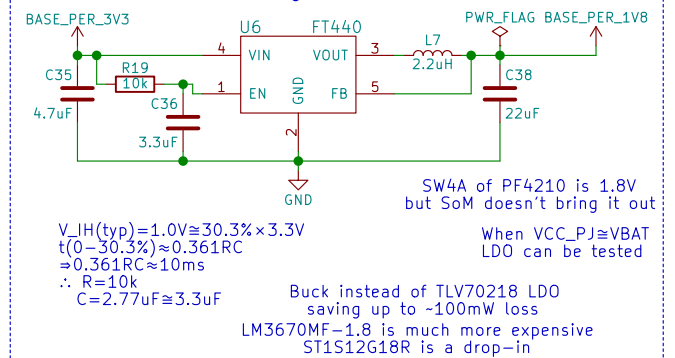 BASE_PER_3V3
PWR_FLAG BASE_PER_1V8
U6 FT440
4 VIN VOUT 3
L7
2.2uH
R19
10k
C35
4.7uF
C36
3.3uF
1 EN GND FB 5
2
C38
22uF
GND
SW4A of PF4210 is 1.8V
but SoM doesn't bring it out
V_IH(typ)=1.0V≅30.3%×3.3V
t(0-30.3%)≈0.361RC
⇒0.361RC≈10ms
∴ R=10k
C=2.77uF≅3.3uF
When VCC_PJ≅VBAT
LDO can be tested
Buck instead of TLV70218 LDO
saving up to ~100mW loss
LM3670MF-1.8 is much more expensive
ST1S12G18R is a drop-in